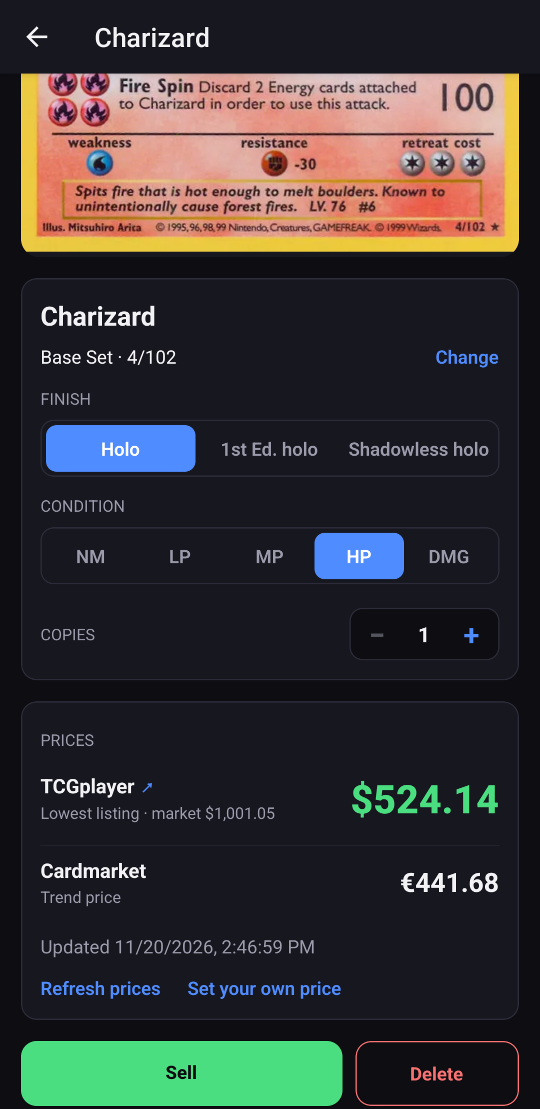 Charizard
Fire Spin Discard 2 Energy cards attached
to Charizard in order to use this attack.
100
weakness resistance retreat cost
-30
Spits fire that is hot enough to melt boulders. Known to
unintentionally cause forest fires. LV. 76 #6
Illus. Mitsuhiro Arita © 1995, 96, 98, 99 Nintendo, Creatures, GAMEFREAK. © 1999 Wizards. 4/102 ★
Charizard
Base Set · 4/102 Change
FINISH
Holo 1st Ed. holo Shadowless holo
CONDITION
NM LP MP HP DMG
COPIES − 1 +
PRICES
TCGplayer ↗
$524.14
Lowest listing · market $1,001.05
Cardmarket
€441.68
Trend price
Updated 11/20/2026, 2:46:59 PM
Refresh prices Set your own price
Sell Delete